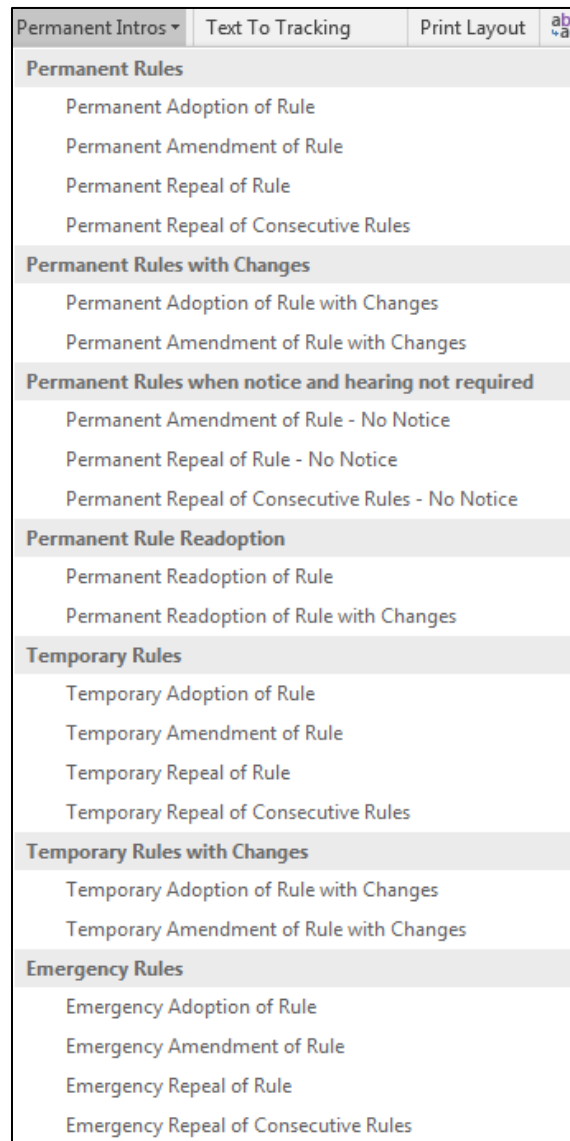 Permanent Intros Text To Tracking Print Layout ab a
Permanent Rules
Permanent Adoption of Rule
Permanent Amendment of Rule
Permanent Repeal of Rule
Permanent Repeal of Consecutive Rules
Permanent Rules with Changes
Permanent Adoption of Rule with Changes
Permanent Amendment of Rule with Changes
Permanent Rules when notice and hearing not required
Permanent Amendment of Rule - No Notice
Permanent Repeal of Rule - No Notice
Permanent Repeal of Consecutive Rules - No Notice
Permanent Rule Readoption
Permanent Readoption of Rule
Permanent Readoption of Rule with Changes
Temporary Rules
Temporary Adoption of Rule
Temporary Amendment of Rule
Temporary Repeal of Rule
Temporary Repeal of Consecutive Rules
Temporary Rules with Changes
Temporary Adoption of Rule with Changes
Temporary Amendment of Rule with Changes
Emergency Rules
Emergency Adoption of Rule
Emergency Amendment of Rule
Emergency Repeal of Rule
Emergency Repeal of Consecutive Rules